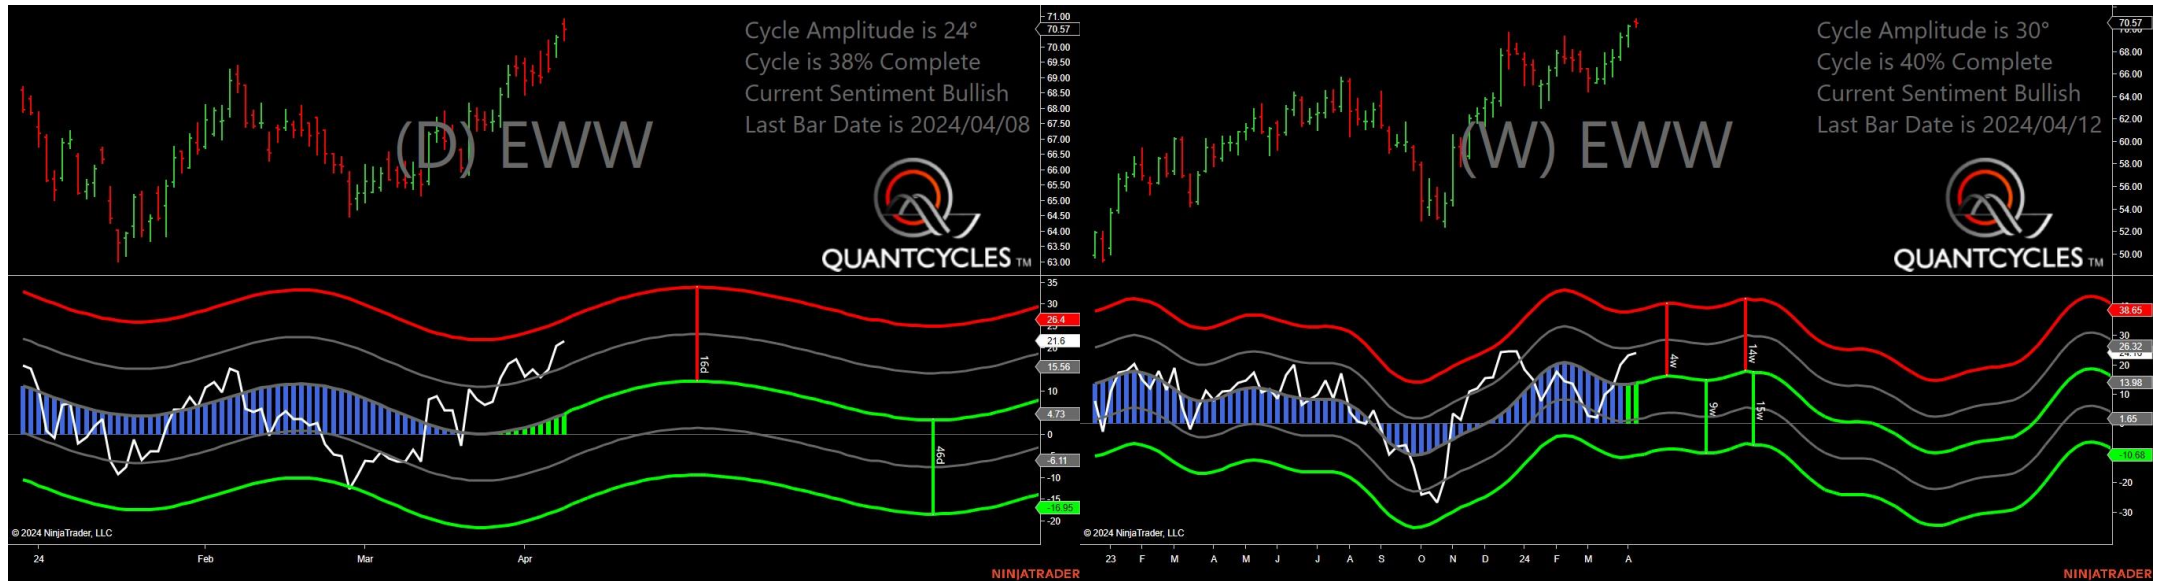 Cycle Amplitude is 24°
Cycle is 38% Complete
Current Sentiment Bullish
Last Bar Date is 2024/04/08
(D) EWW
QUANTCYCLES TM
71.00
70.57
70.00
69.50
69.00
68.50
68.00
67.50
67.00
66.50
66.00
65.50
65.00
64.50
64.00
63.50
63.00
35
30
26.4
21.6
20
15.56
10
4.73
0
-6.11
-10
-15
-16.95
-20
16d
46d
© 2024 NinjaTrader, LLC
24 Feb Mar Apr
NINJATRADER
Cycle Amplitude is 30°
Cycle is 40% Complete
Current Sentiment Bullish
Last Bar Date is 2024/04/12
(W) EWW
QUANTCYCLES TM
70.57
70.00
68.00
66.00
64.00
62.00
60.00
58.00
56.00
54.00
52.00
50.00
38.65
30
26.32
13.98
10
1.65
-10.68
-20
-30
4w
14w
9w
15w
© 2024 NinjaTrader, LLC
23 F M A M J J A S O N D 24 F M A
NINJATRADER